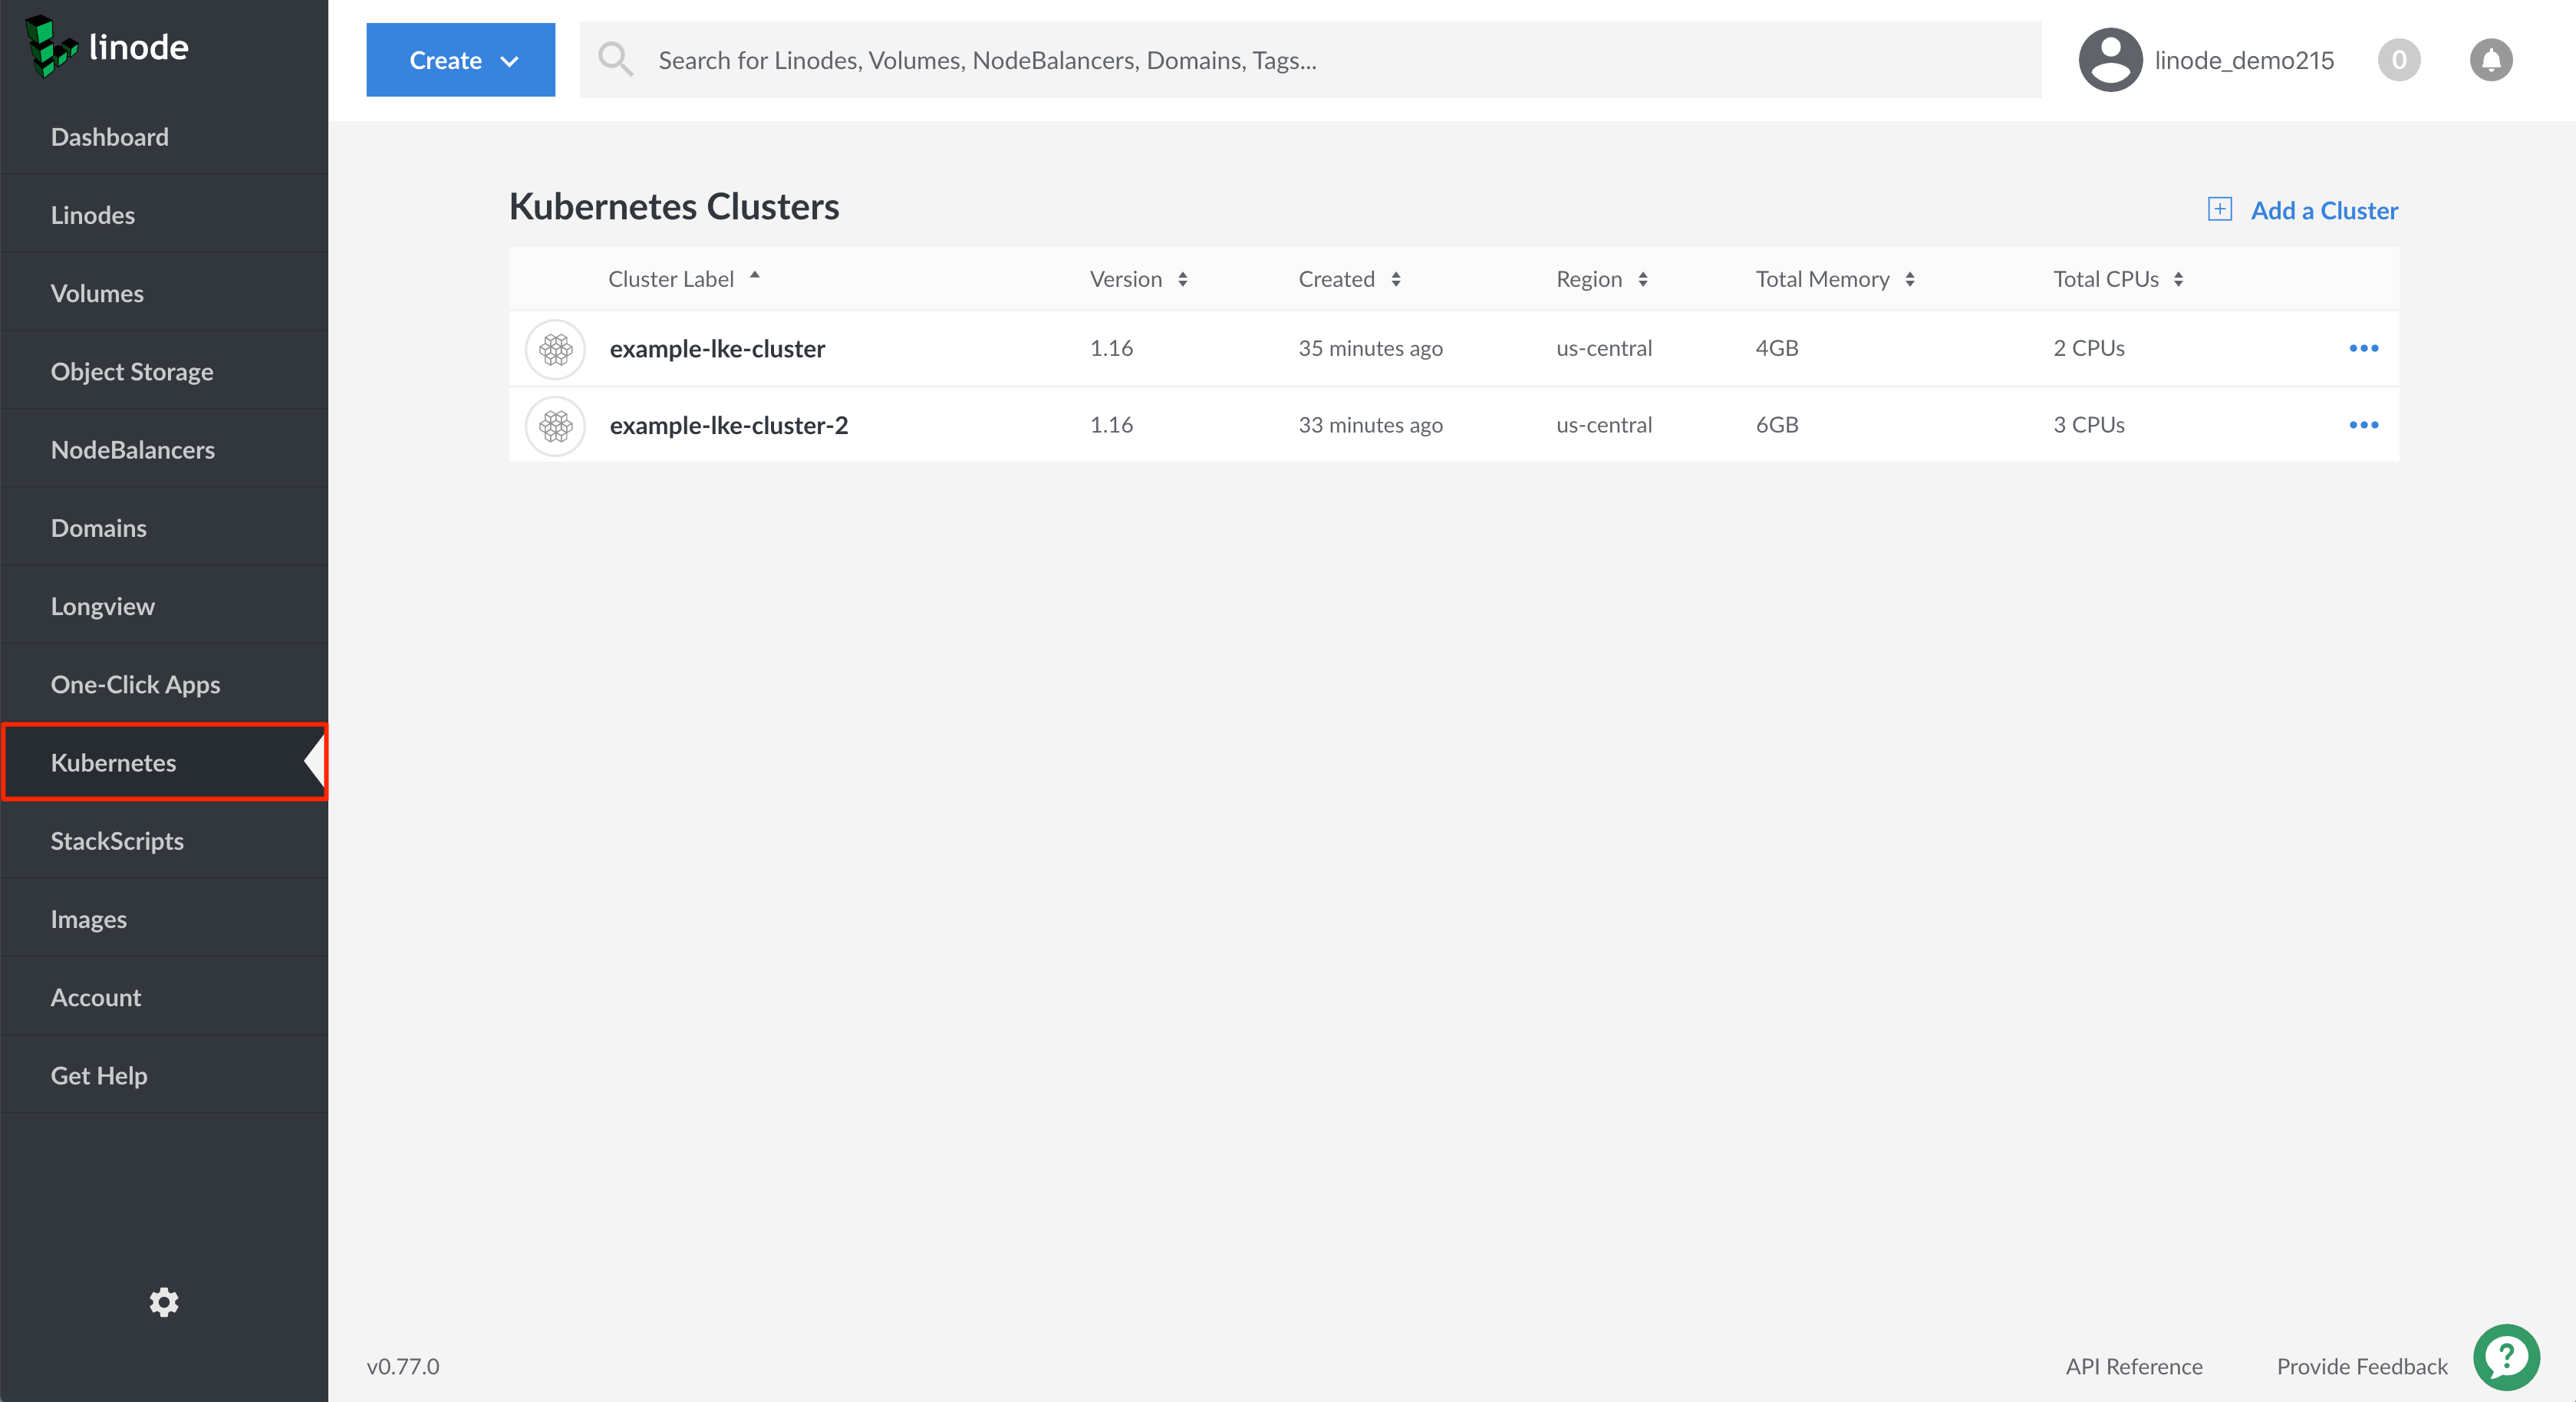 linode
Create
Search for Linodes, Volumes, NodeBalancers, Domains, Tags...
linode_demo215
0
Dashboard
Linodes
Volumes
Object Storage
NodeBalancers
Domains
Longview
One-Click Apps
Kubernetes
StackScripts
Images
Account
Get Help
Kubernetes Clusters
Add a Cluster
Cluster Label Version Created Region Total Memory Total CPUs
example-lke-cluster 1.16 35 minutes ago us-central 4GB 2 CPUs
example-lke-cluster-2 1.16 33 minutes ago us-central 6GB 3 CPUs
v0.77.0
API Reference
Provide Feedback